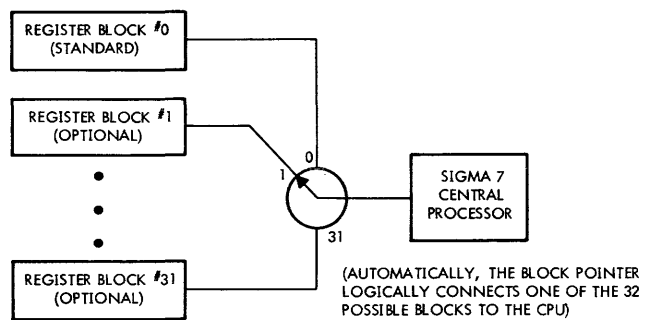 REGISTER BLOCK #0
(STANDARD)
REGISTER BLOCK #1
(OPTIONAL)
0
1
31
SIGMA 7
CENTRAL
PROCESSOR
REGISTER BLOCK #31
(OPTIONAL)
(AUTOMATICALLY, THE BLOCK POINTER
LOGICALLY CONNECTS ONE OF THE 32
POSSIBLE BLOCKS TO THE CPU)